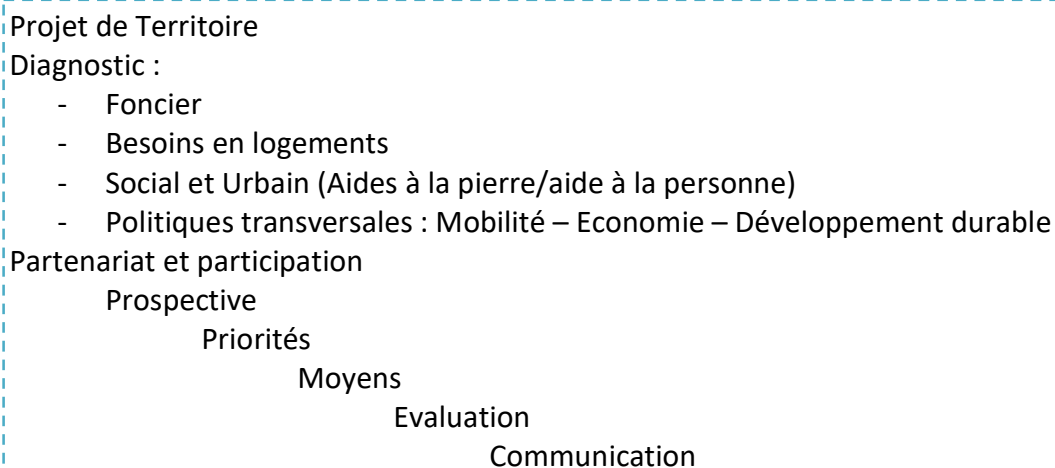 Projet de Territoire
Diagnostic :
- Foncier
- Besoins en logements
- Social et Urbain (Aides à la pierre/aide à la personne)
- Politiques transversales : Mobilité – Economie – Développement durable
Partenariat et participation
Prospective
Priorités
Moyens
Evaluation
Communication